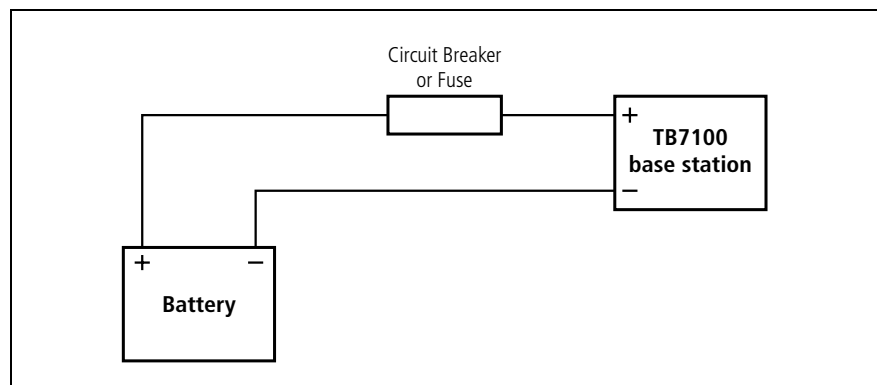 Circuit Breaker
or Fuse
+
TB7100
base station
−
+ −
Battery